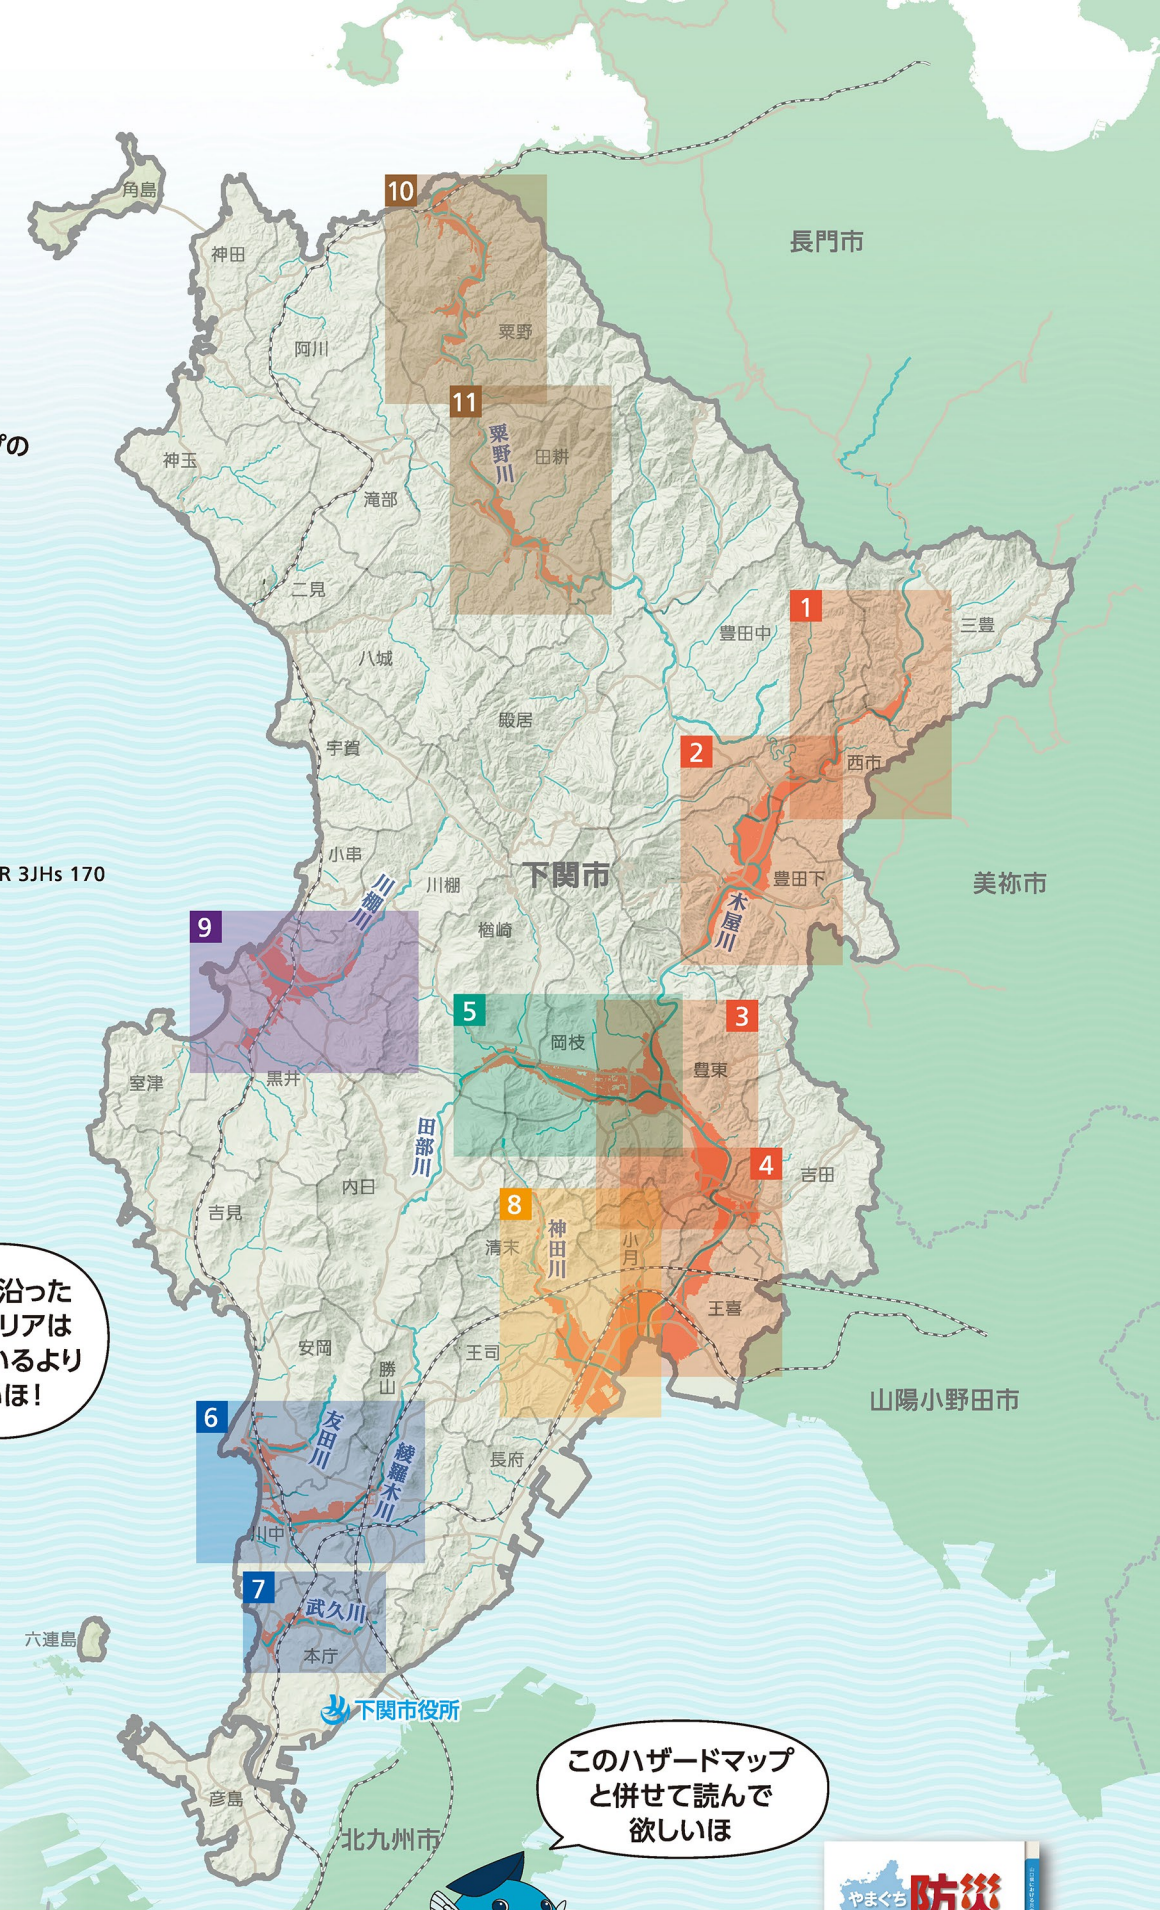 角島
神田
10
長門市
阿川
粟野
11
プの
粟野川
田耕
神玉
滝部
二見
1
三豊
豊田中
八城
殿居
宇賀
2
西市
小串
R 3JHs 170
川棚川
川棚
下関市
豊田下
美祢市
木屋川
楢崎
9
5
3
岡枝
豊東
室津
黒井
田部川
4
吉田
内日
8
吉見
清末
神田川
小月
沿った
リアは
いるより
いほ！
王喜
安岡
勝山
王司
山陽小野田市
6
友田川
綾羅木川
長府
川中
7
武久川
六連島
本庁
下関市役所
このハザードマップ
と併せて読んで
欲しいほ
彦島
北九州市
やまぐち
防災